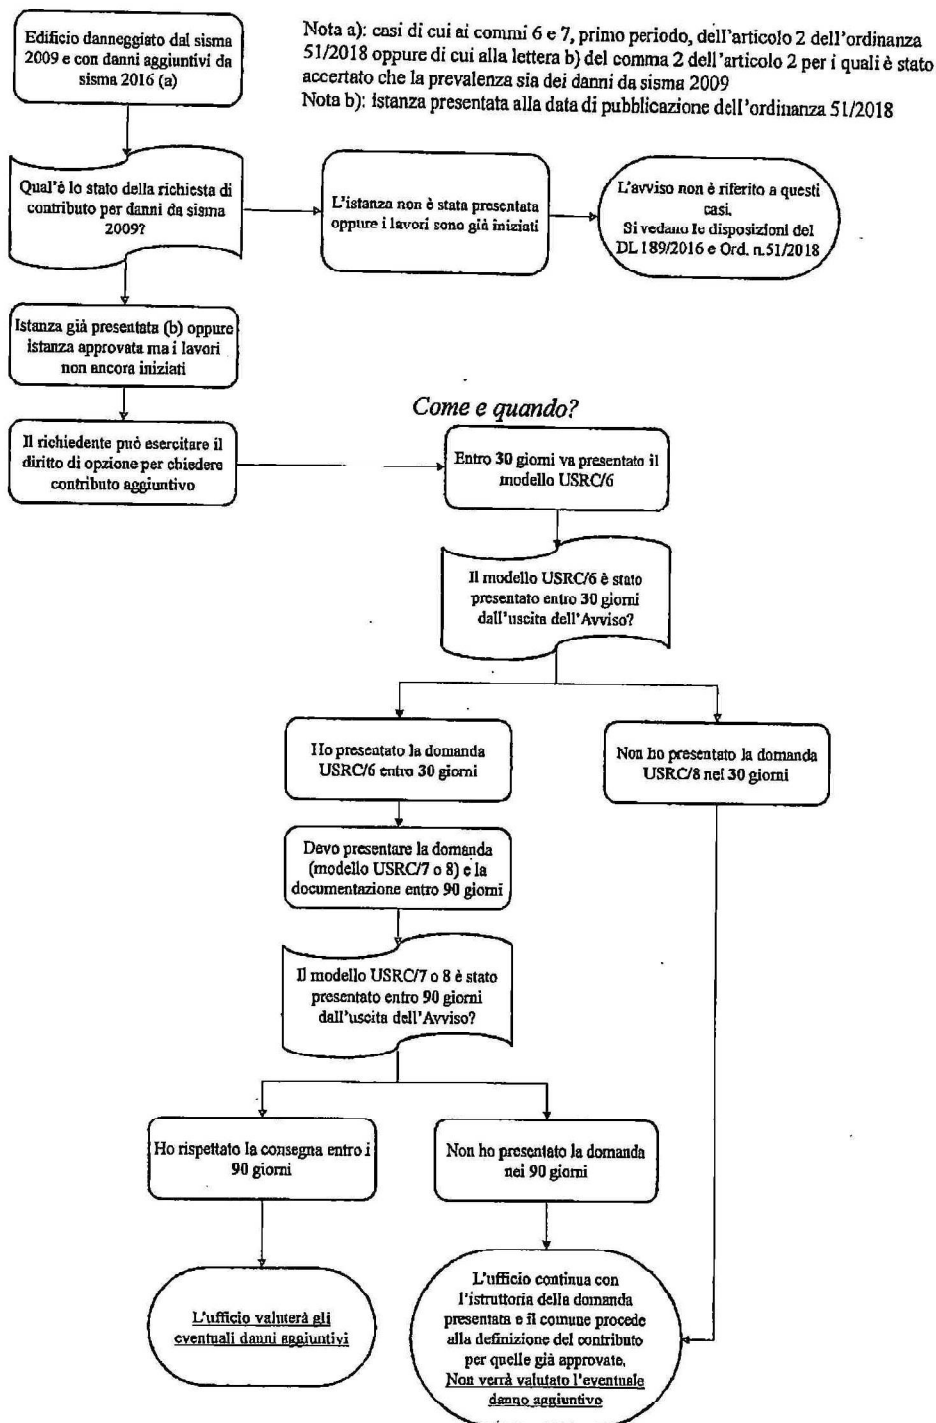 Edificio danneggiato dal sisma
2009 e con danni aggiuntivi da
sisma 2016 (a)
Nota a): casi di cui ai commi 6 e 7, primo periodo, dell'articolo 2 dell'ordinanza
51/2018 oppure di cui alla lettera b) del comma 2 dell'articolo 2 per i quali è stato
accertato che la prevalenza sia dei danni da sisma 2009
Nota b): istanza presentata alla data di pubblicazione dell'ordinanza 51/2018
Qual'è lo stato della richiesta di
contributo per danni da sisma
2009?
L'istanza non è stata presentata
oppure i lavori sono già iniziati
L'avviso non è riferito a questi
casi.
Si vedano le disposizioni del
DL 189/2016 e Ord. n.51/2018
Istanza già presentata (b) oppure
istanza approvata ma i lavori
non ancora iniziati
Come e quando?
Il richiedente può esercitare il
diritto di opzione per chiedere
contributo aggiuntivo
Entro 30 giorni va presentato il
modello USRC/6
Il modello USRC/6 è stato
presentato entro 30 giorni
dall'uscita dell'Avviso?
Ho presentato la domanda
USRC/6 entro 30 giorni
Non ho presentato la domanda
USRC/8 nei 30 giorni
Devo presentare la domanda
(modello USRC/7 o 8) e la
documentazione entro 90 giorni
Il modello USRC/7 o 8 è stato
presentato entro 90 giorni
dall'uscita dell'Avviso?
Ho rispettato la consegna entro i
90 giorni
Non ho presentato la domanda
nei 90 giorni
L'ufficio valuterà gli
eventuali danni aggiuntivi
L'ufficio continua con
l'istruttoria della domanda
presentata e il comune procede
alla definizione del contributo
per quelle già approvate.
Non verrà valutato l'eventuale
danno aggiuntivo